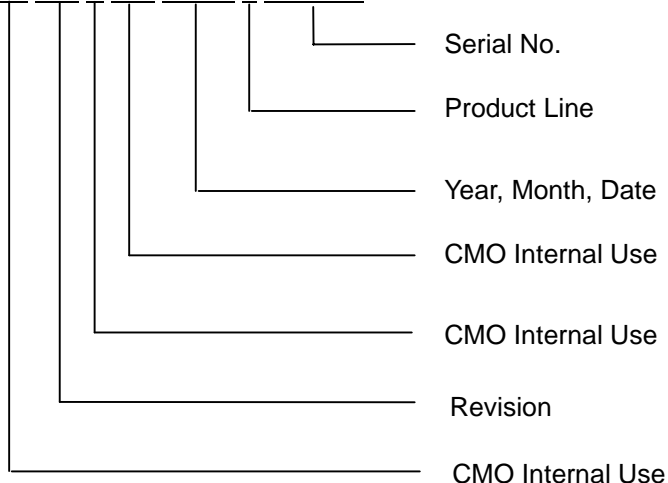 Serial No.
Product Line
Year, Month, Date
CMO Internal Use
CMO Internal Use
Revision
CMO Internal Use